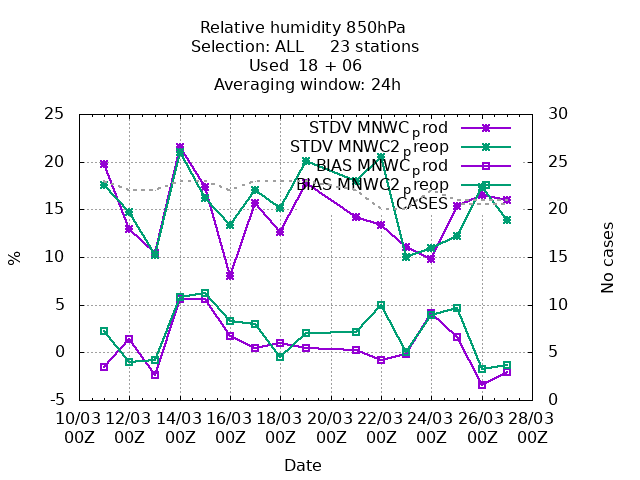 Relative humidity 850hPa
Selection: ALL 23 stations
Used 18 + 06
Averaging window: 24h
25 30
STDV MNWC_prod
STDV MNWC2_preop
20 25
BIAS MNWC_prod
BIAS MNWC2_preop
CASES
15 20
10 15
5 10
0 5
-5 0
%
No cases
10/03 12/03 14/03 16/03 18/03 20/03 22/03 24/03 26/03 28/03
00Z 00Z 00Z 00Z 00Z 00Z 00Z 00Z 00Z 00Z
Date